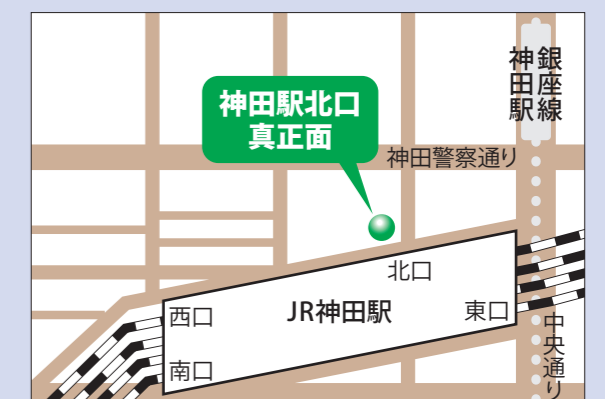 銀座線
神田駅
神田駅北口
真正面
神田警察通り
北口
JR神田駅
東口
西口
南口
中央通り